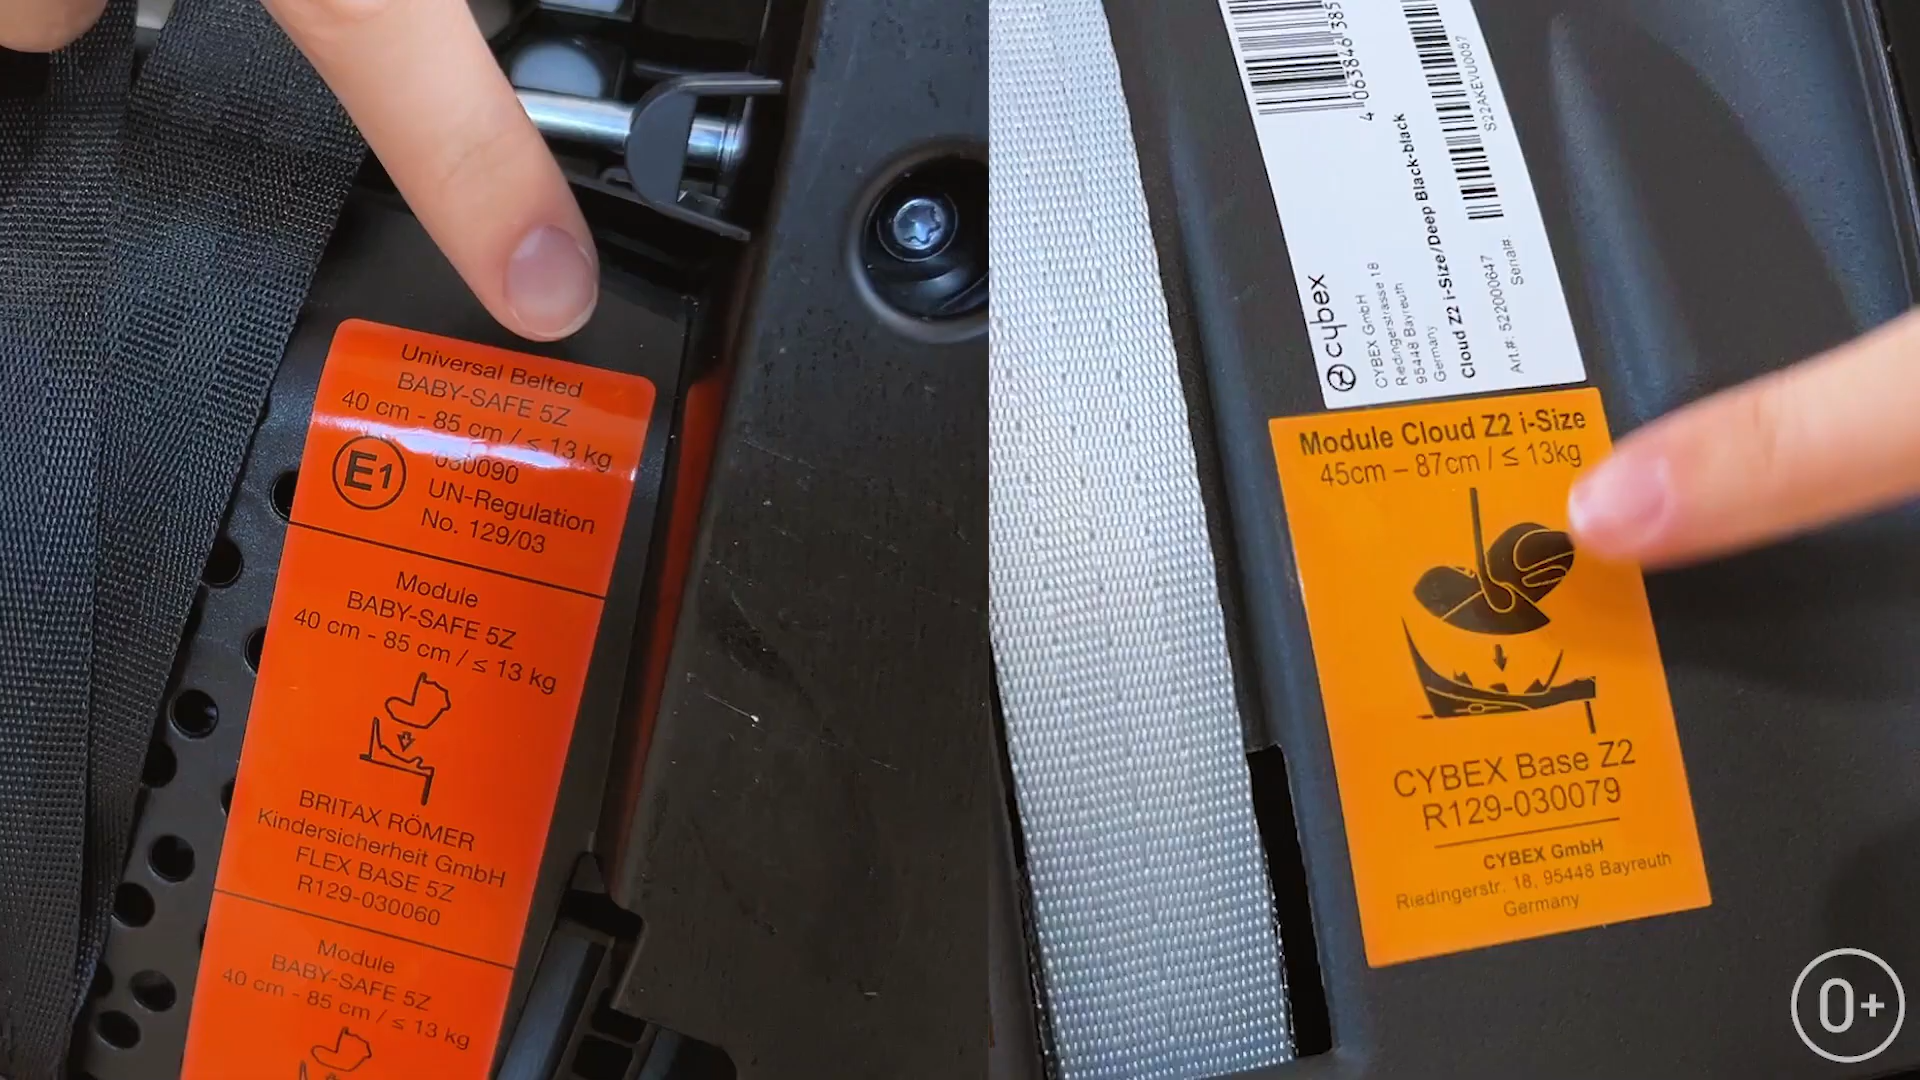 Universal Belted
BABY-SAFE 5Z
40 cm - 85 cm / ≤ 13 kg
E1
030090
UN-Regulation
No. 129/03
Module
BABY-SAFE 5Z
40 cm - 85 cm / ≤ 13 kg
BRITAX RÖMER
Kindersicherheit GmbH
FLEX BASE 5Z
R129-030060
Module
BABY-SAFE 5Z
40 cm - 85 cm / ≤ 13 kg
4 063846 385
cybex
CYBEX GmbH
Riedingerstrasse 18
95448 Bayreuth
Germany
Cloud Z2 i-Size/Deep Black-black
Art.#: 522000647
Serial#:
S22AKEVU0057
Module Cloud Z2 i-Size
45cm – 87cm / ≤ 13kg
CYBEX Base Z2
R129-030079
CYBEX GmbH
Riedingerstr. 18, 95448 Bayreuth
Germany
0+